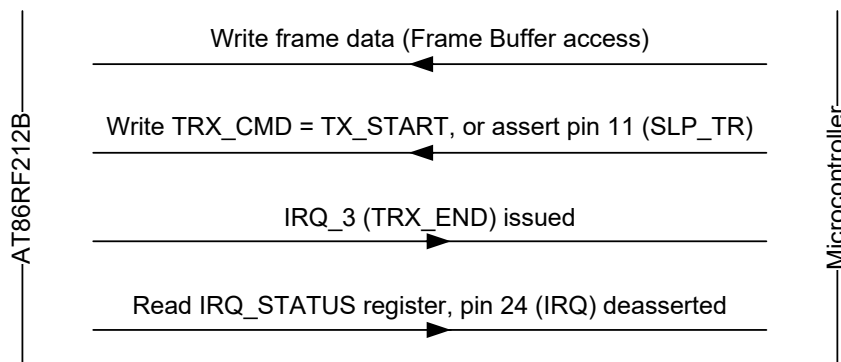 Write frame data (Frame Buffer access)
AT86RF212B
Write TRX_CMD = TX_START, or assert pin 11 (SLP_TR)
Microcontroller
IRQ_3 (TRX_END) issued
Read IRQ_STATUS register, pin 24 (IRQ) deasserted